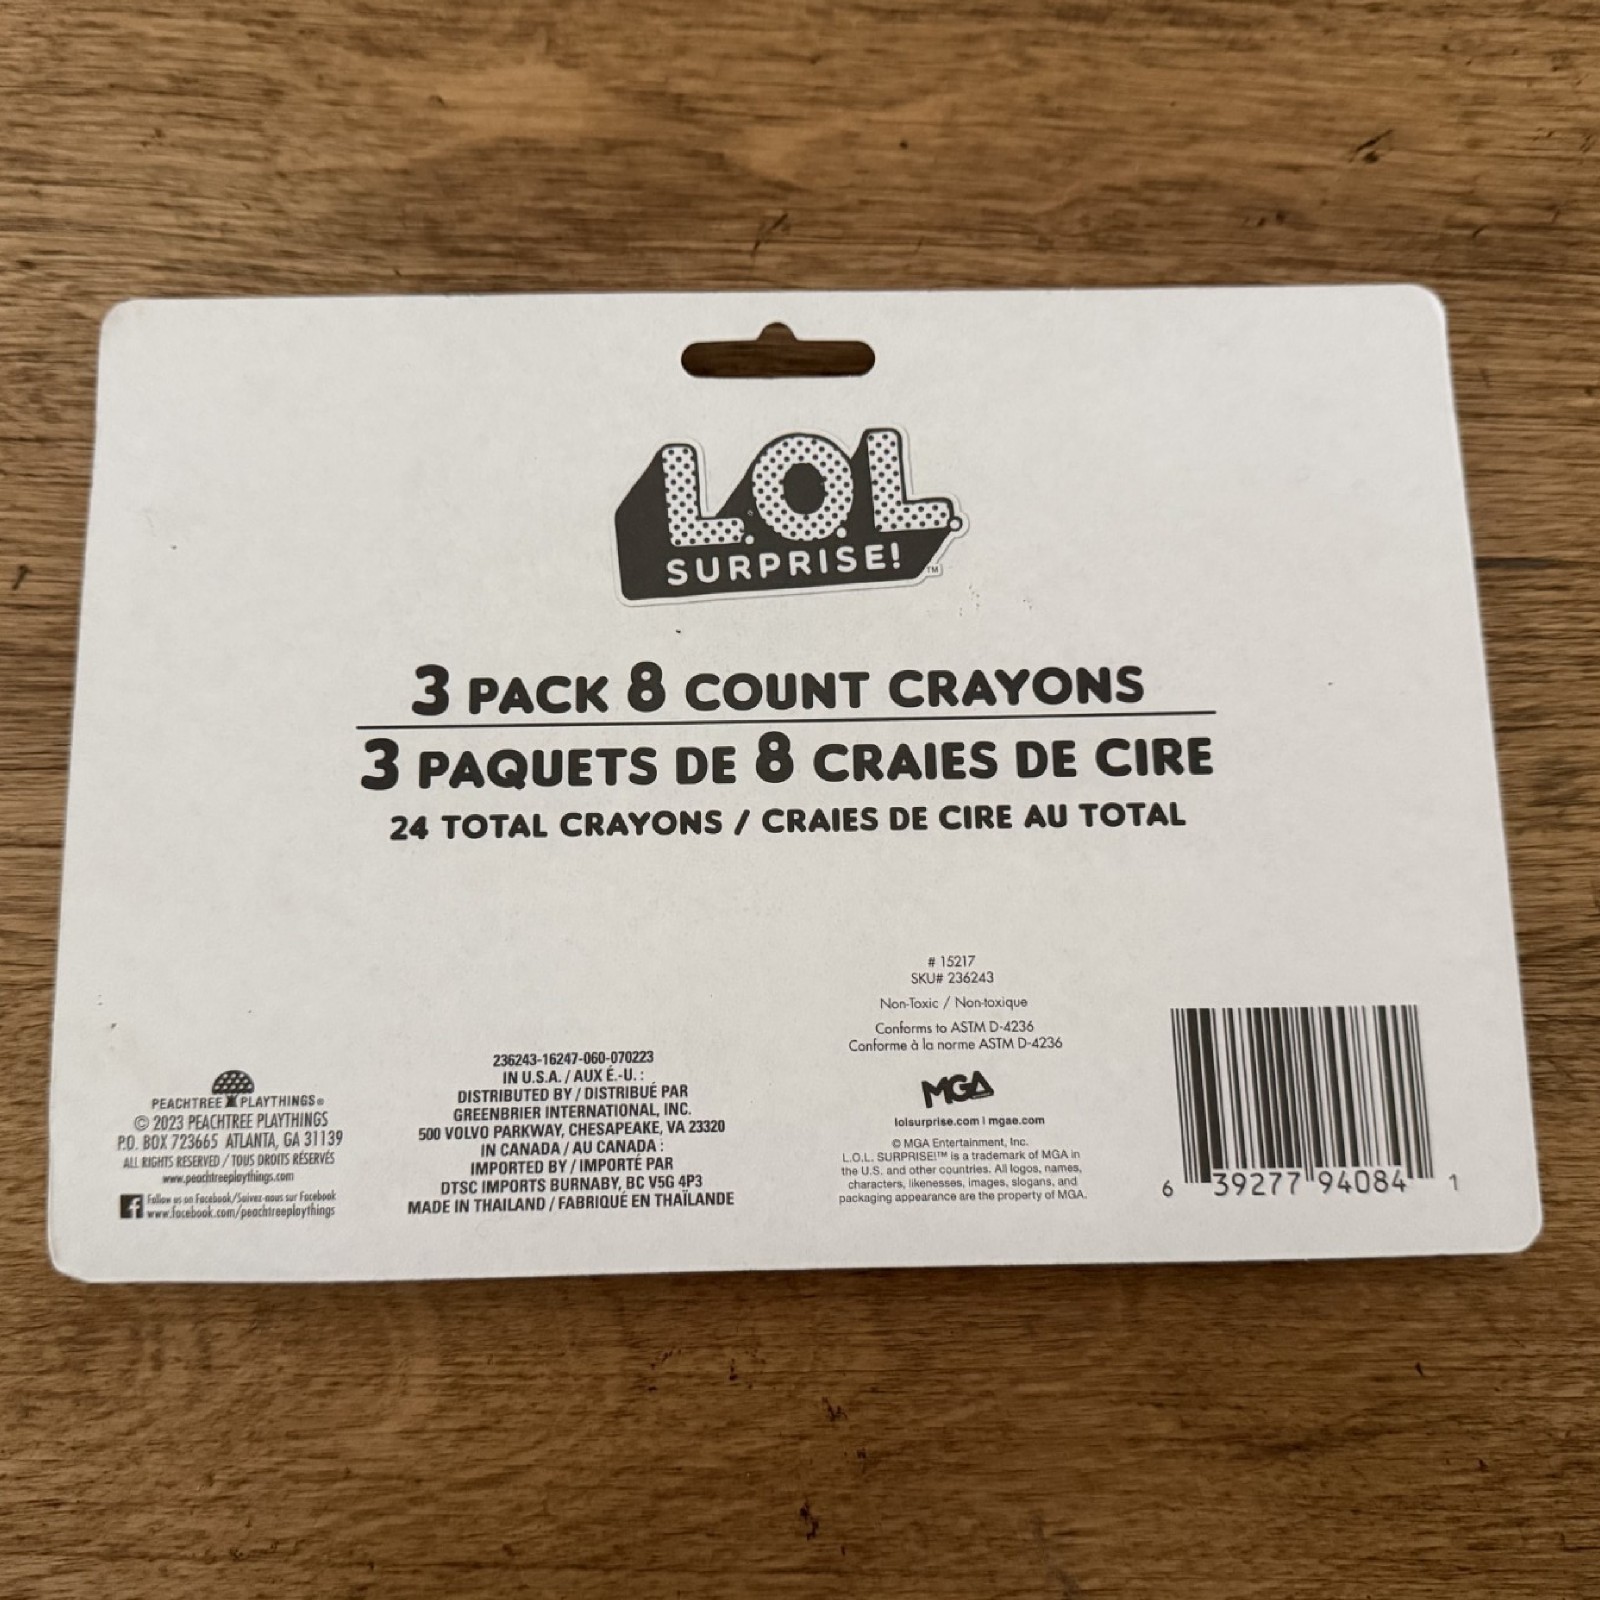 L.O.L.
SURPRISE!™
3 PACK 8 COUNT CRAYONS
3 PAQUETS DE 8 CRAIES DE CIRE
24 TOTAL CRAYONS / CRAIES DE CIRE AU TOTAL
PEACHTREE PLAYTHINGS®
© 2023 PEACHTREE PLAYTHINGS
P.O. BOX 723665 ATLANTA, GA 31139
ALL RIGHTS RESERVED / TOUS DROITS RÉSERVÉS
www.peachtreeplaythings.com
Follow us on Facebook/Suivez-nous sur Facebook
www.facebook.com/peachtreeplaythings
236243-16247-060-070223
IN U.S.A. / AUX É.-U. :
DISTRIBUTED BY / DISTRIBUÉ PAR
GREENBRIER INTERNATIONAL, INC.
500 VOLVO PARKWAY, CHESAPEAKE, VA 23320
IN CANADA / AU CANADA :
IMPORTED BY / IMPORTÉ PAR
DTSC IMPORTS BURNABY, BC V5G 4P3
MADE IN THAILAND / FABRIQUÉ EN THAÏLANDE
# 15217
SKU# 236243
Non-Toxic / Non-toxique
Conforms to ASTM D-4236
Conforme à la norme ASTM D-4236
MGA
lolsurprise.com | mgae.com
© MGA Entertainment, Inc.
L.O.L. SURPRISE!™ is a trademark of MGA in
the U.S. and other countries. All logos, names,
characters, likenesses, images, slogans, and
packaging appearance are the property of MGA.
6 39277 94084 1